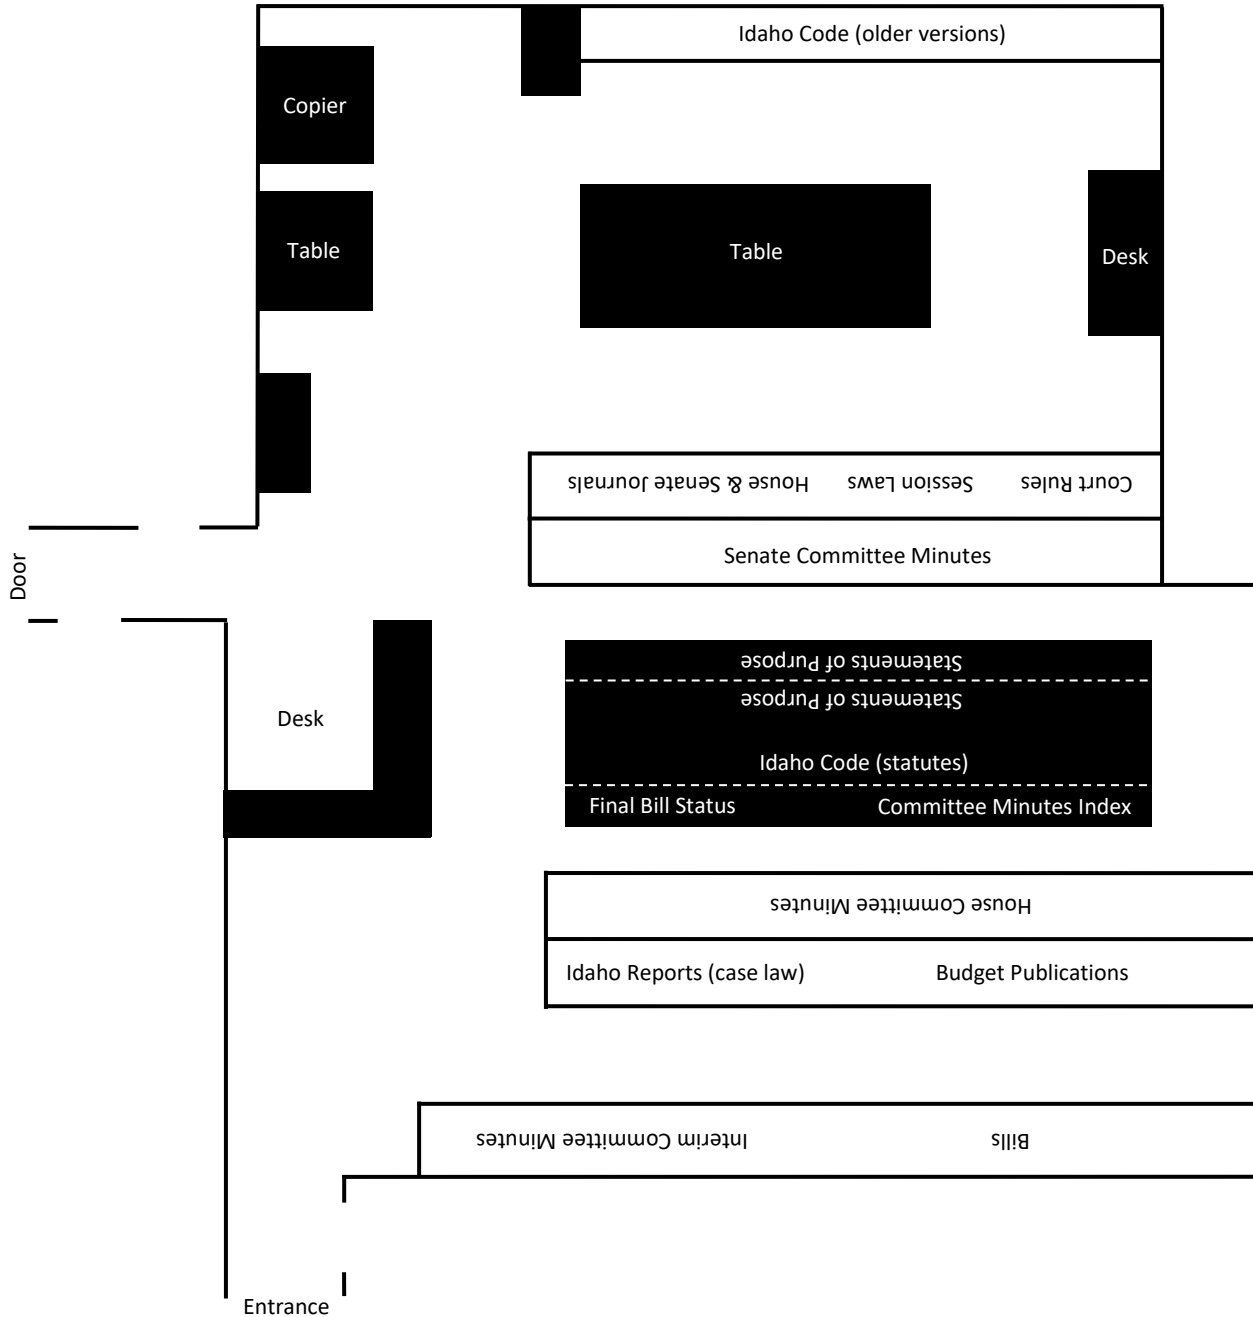 Idaho Code (older versions)
Copier
Table
Table
Desk
House & Senate Journals
Session Laws
Court Rules
Senate Committee Minutes
Door
Statements of Purpose
Statements of Purpose
Desk
Idaho Code (statutes)
Final Bill Status
Committee Minutes Index
House Committee Minutes
Idaho Reports (case law)
Budget Publications
Interim Committee Minutes
Bills
Entrance